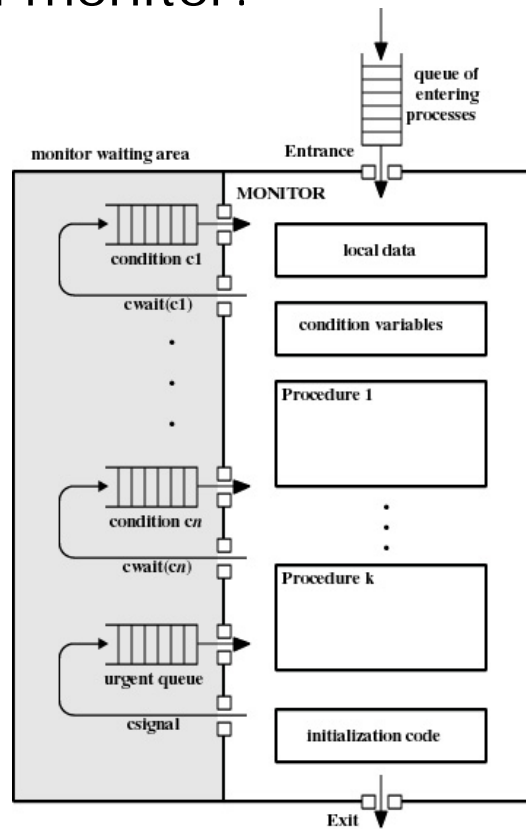 monitor:
queue of
entering
processes
Entrance
monitor waiting area
MONITOR
condition c1
cwait(c1)
condition cn
cwait(cn)
urgent queue
csignal
local data
condition variables
Procedure 1
Procedure k
initialization code
Exit